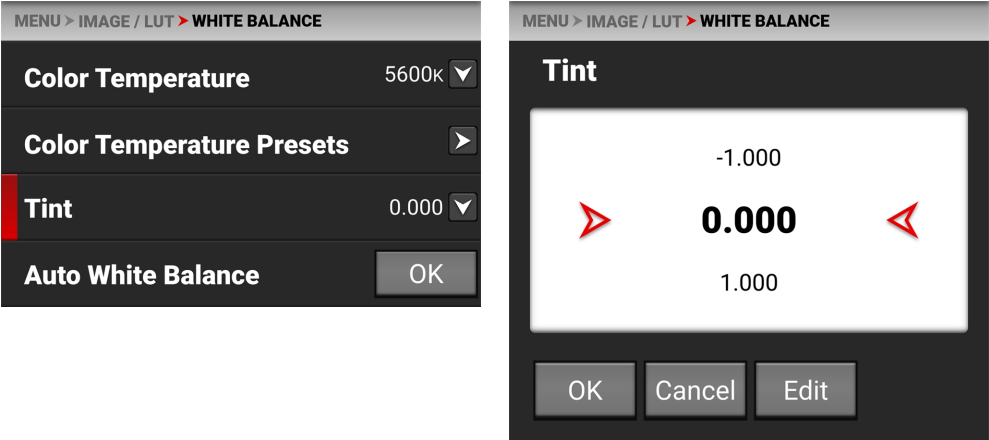 MENU > IMAGE / LUT > WHITE BALANCE
Color Temperature 5600K
Color Temperature Presets
Tint 0.000
Auto White Balance OK
MENU > IMAGE / LUT > WHITE BALANCE
Tint
-1.000
0.000
1.000
OK Cancel Edit